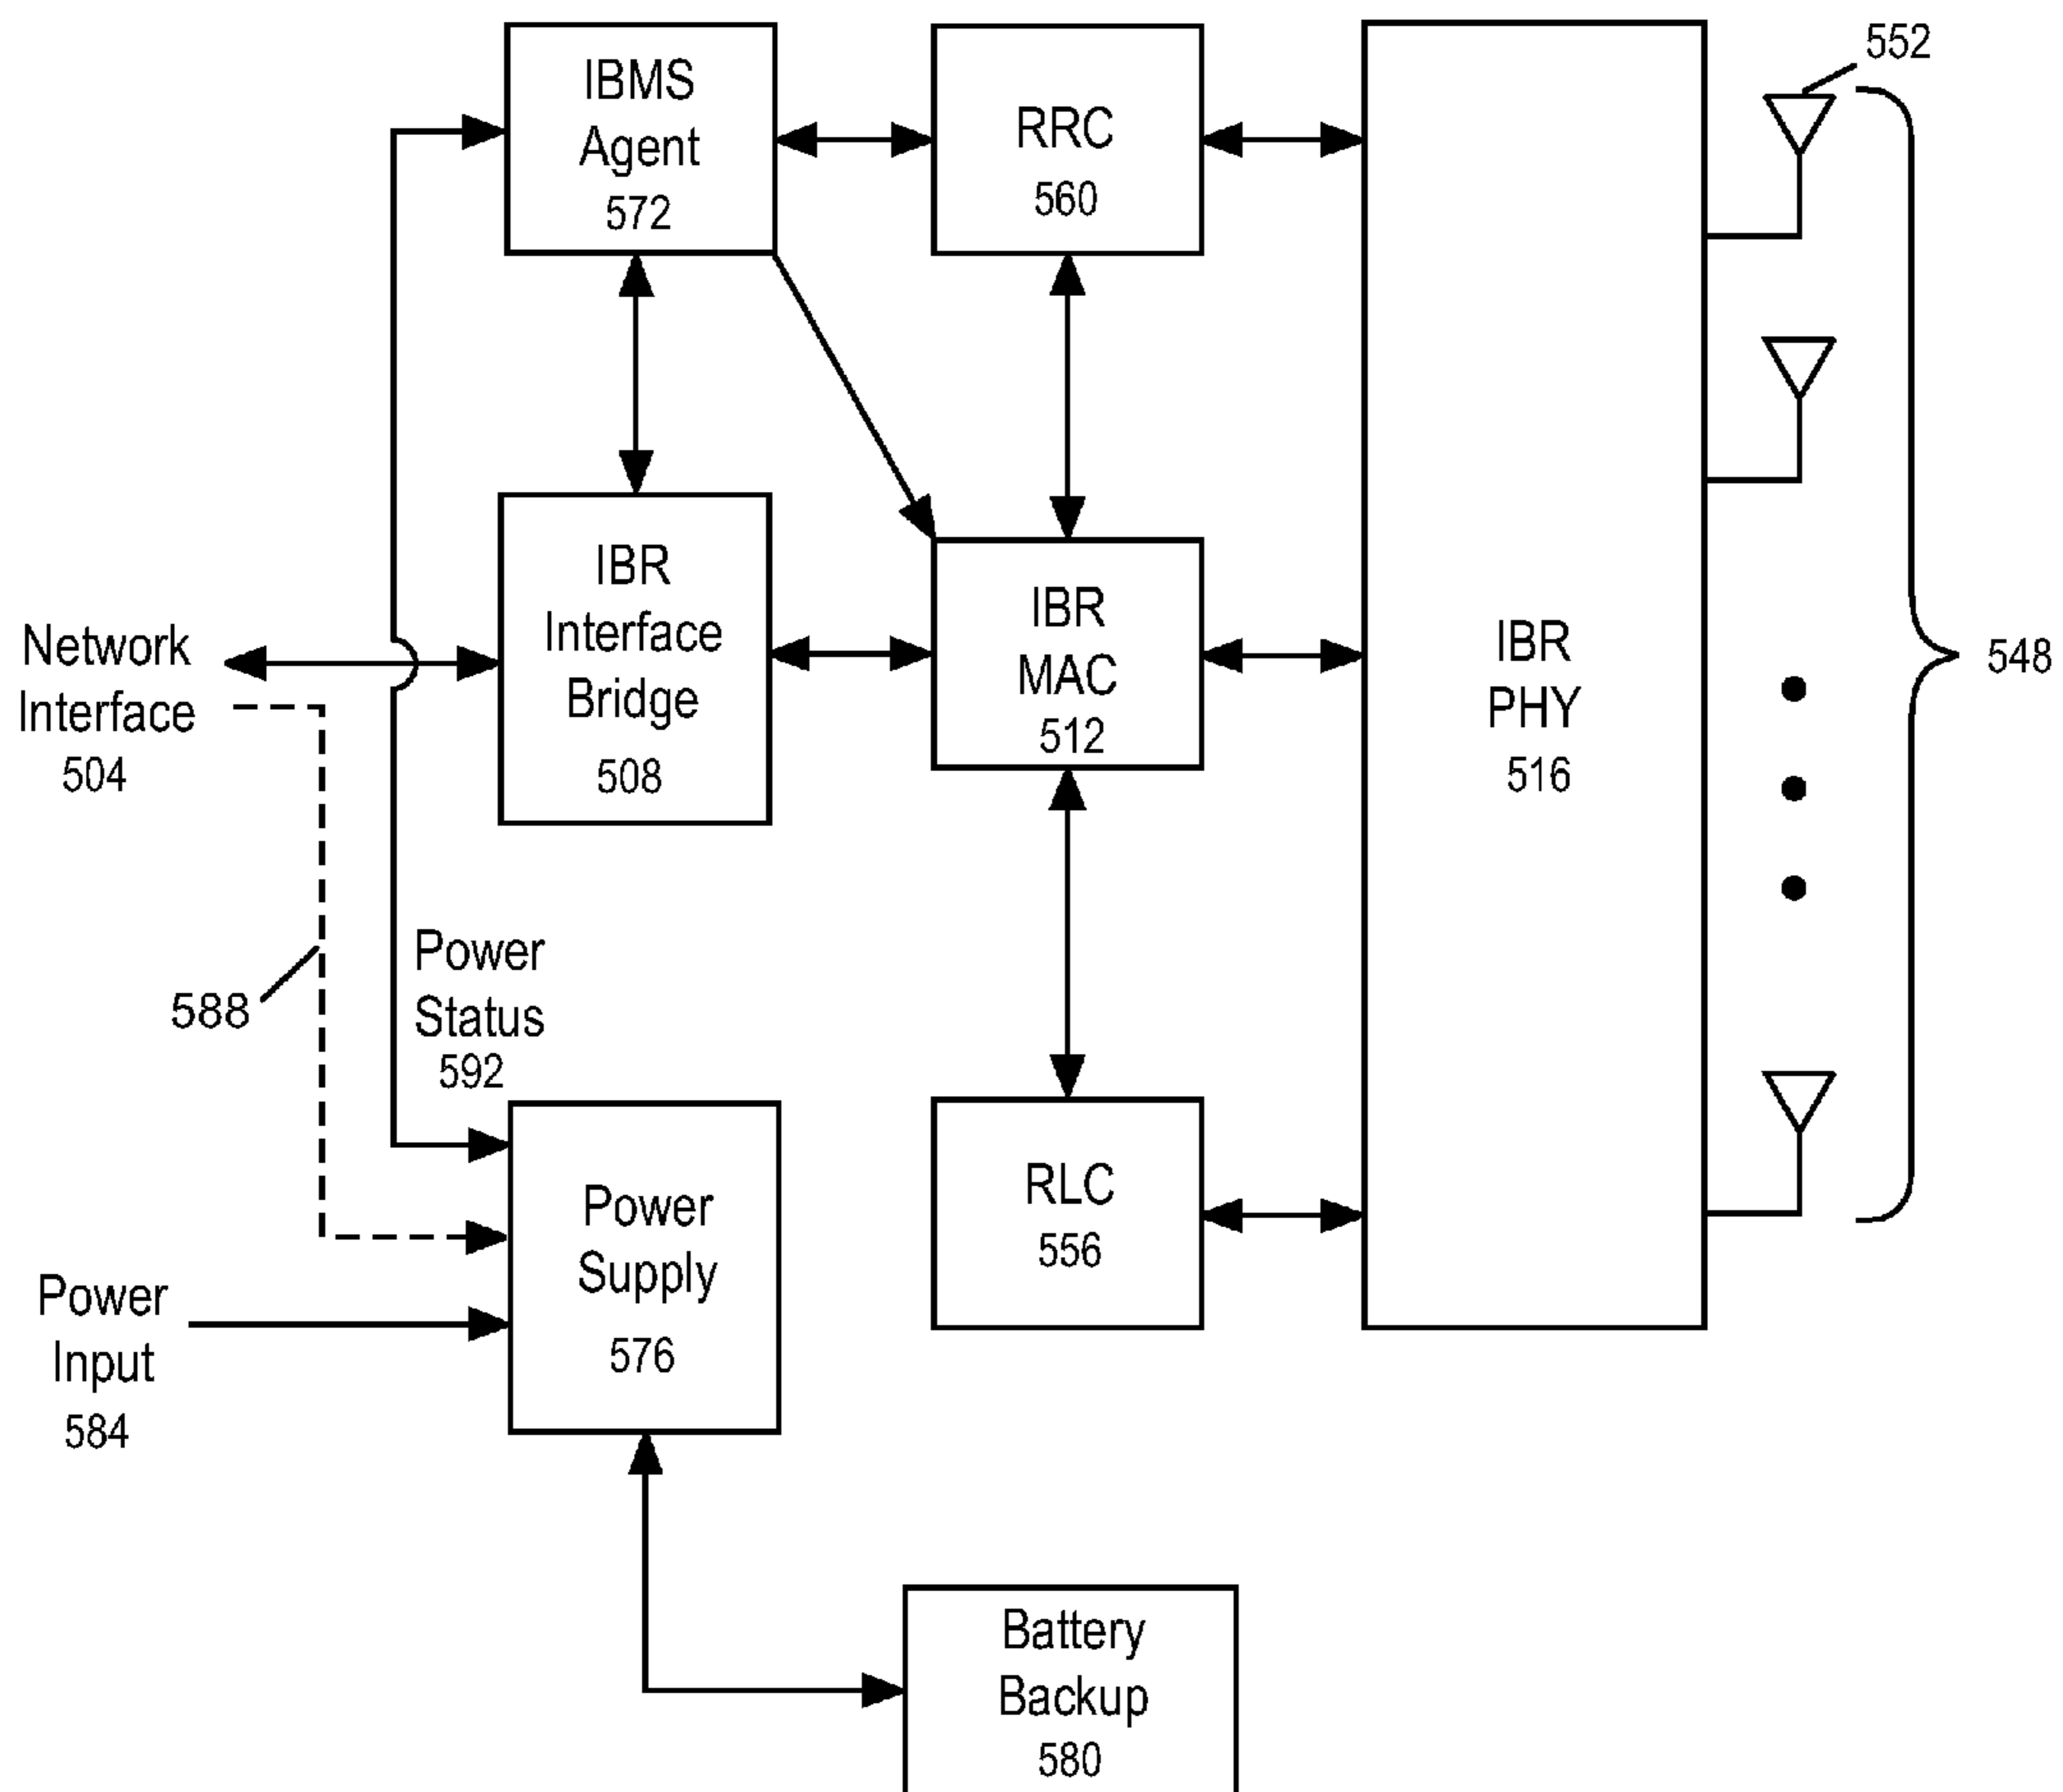 552
IBMS
Agent
572
RRC
560
548
Network
Interface
504
IBR
Interface
Bridge
508
IBR
MAC
512
IBR
PHY
516
588
Power
Status
592
Power
Input
584
Power
Supply
576
RLC
556
Battery
Backup
580